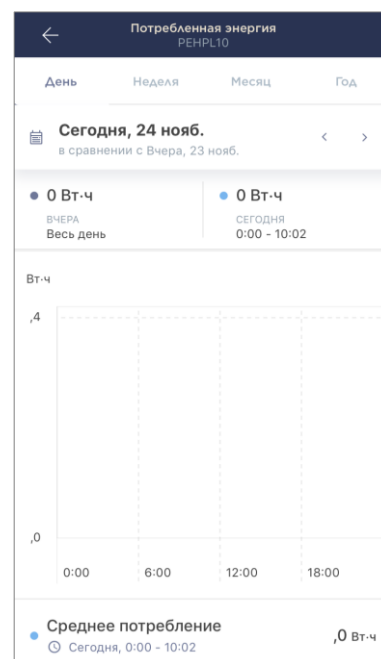 Потребленная энергия
PEHPL10
День Неделя Месяц Год
Сегодня, 24 нояб.
в сравнении с Вчера, 23 нояб.
0 Вт·ч 0 Вт·ч
ВЧЕРА СЕГОДНЯ
Весь день 0:00 - 10:02
Вт·ч
,4
,0
0:00 6:00 12:00 18:00
Среднее потребление
,0 Вт·ч
Сегодня, 0:00 - 10:02